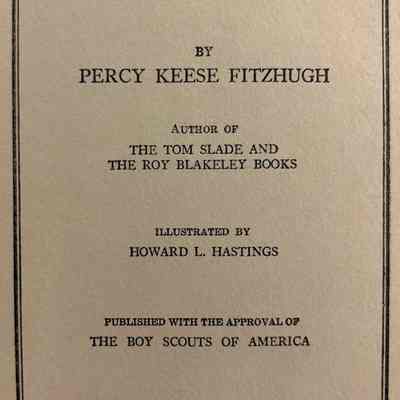 BY
PERCY KEESE FITZHUGH
AUTHOR OF
THE TOM SLADE AND
THE ROY BLAKELEY BOOKS
ILLUSTRATED BY
HOWARD L. HASTINGS
PUBLISHED WITH THE APPROVAL OF
THE BOY SCOUTS OF AMERICA